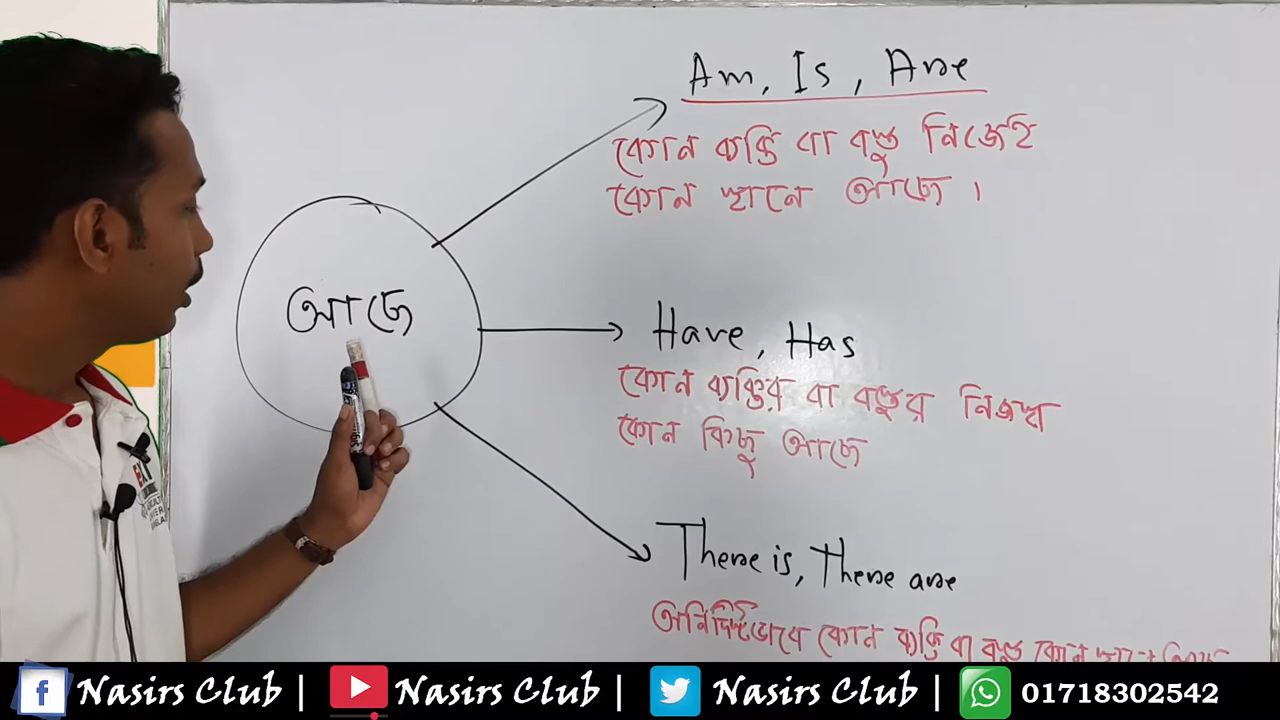 Am, Is, Are
কোন ব্যক্তি বা বস্তু নিজেই
কোন স্থানে আছে ।
আছে
Have, Has
কোন ব্যক্তির বা বস্তুর নিজস্ব
কোন কিছু আছে
There is, There are
অনির্দিষ্টভাবে কোন ব্যক্তি বা বস্তু কোন
Nasirs Club | Nasirs Club | Nasirs Club | 01718302542